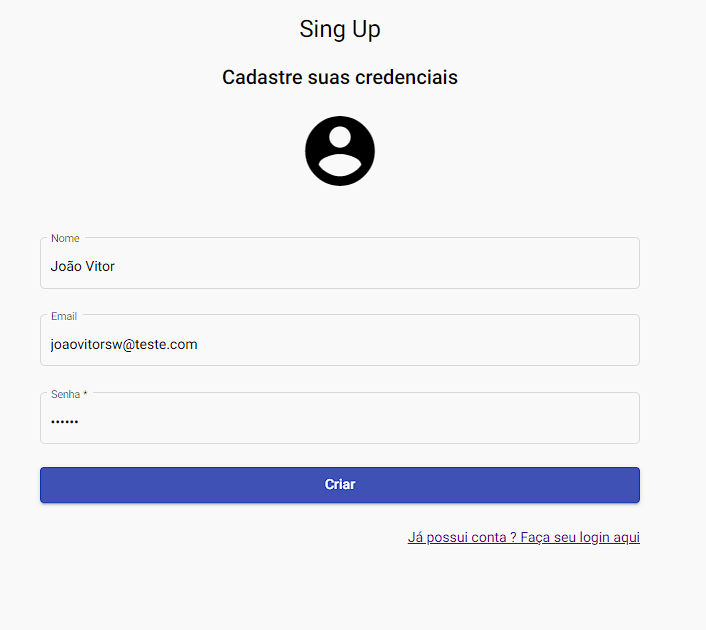 Sing Up
Cadastre suas credenciais
Nome
João Vitor
Email
joaovitorsw@teste.com
Senha *
••••••
Criar
Já possui conta ? Faça seu login aqui